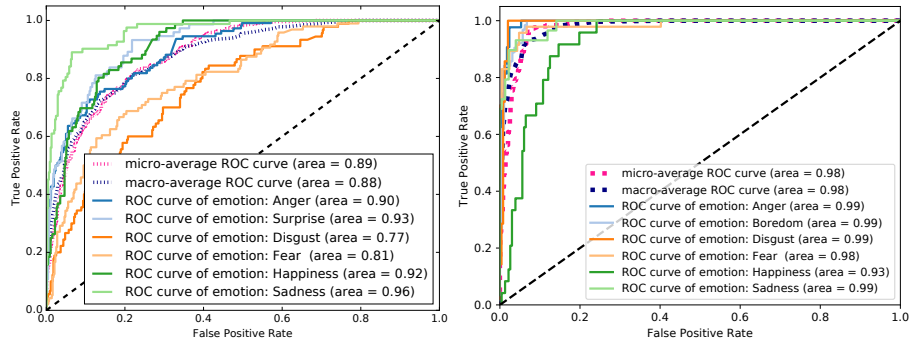 1.0
0.8
0.6
0.4
0.2
0.0
True Positive Rate
micro-average ROC curve (area = 0.89)
macro-average ROC curve (area = 0.88)
ROC curve of emotion: Anger (area = 0.90)
ROC curve of emotion: Surprise (area = 0.93)
ROC curve of emotion: Disgust (area = 0.77)
ROC curve of emotion: Fear (area = 0.81)
ROC curve of emotion: Happiness (area = 0.92)
ROC curve of emotion: Sadness (area = 0.96)
0.0 0.2 0.4 0.6 0.8 1.0
False Positive Rate
1.0
0.8
0.6
0.4
0.2
0.0
True Positive Rate
micro-average ROC curve (area = 0.98)
macro-average ROC curve (area = 0.98)
ROC curve of emotion: Anger (area = 0.99)
ROC curve of emotion: Boredom (area = 0.99)
ROC curve of emotion: Disgust (area = 0.99)
ROC curve of emotion: Fear (area = 0.98)
ROC curve of emotion: Happiness (area = 0.93)
ROC curve of emotion: Sadness (area = 0.99)
0.0 0.2 0.4 0.6 0.8 1.0
False Positive Rate